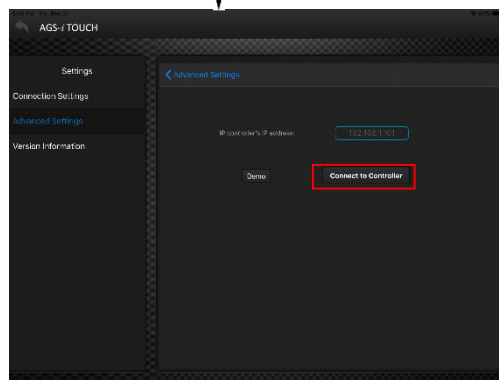 AGS-i TOUCH
Settings
Advanced Settings
Connection Settings
Advanced Settings
Version Information
IP controller's IP address:
192.168.1.101
Demo
Connect to Controller